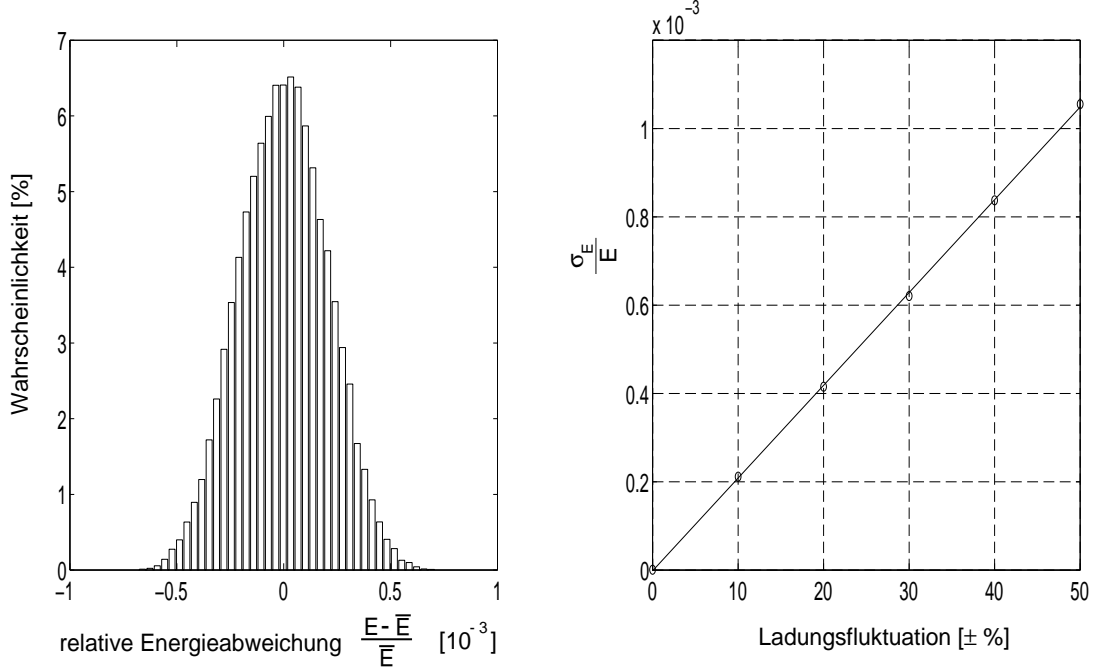 7
6
5
4
3
2
1
0
Wahrscheinlichkeit [%]
−1 −0.5 0 0.5 1
relative Energieabweichung E - E̅ / E̅ [10⁻³]
x 10⁻³
1
0.8
0.6
0.4
0.2
0
σ_E / E
0 10 20 30 40 50
Ladungsfluktuation [± %]